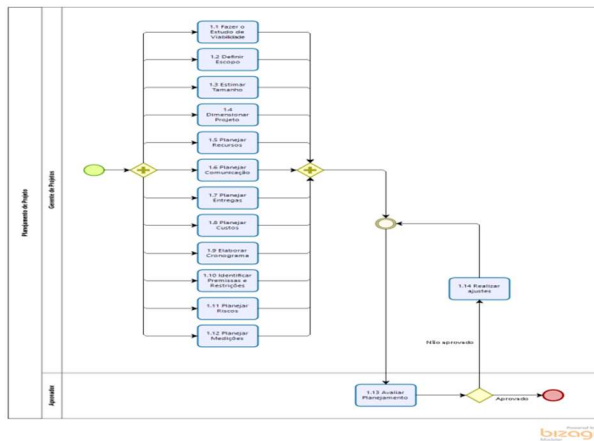 Planejamento de Projeto
Gerente de Projetos
1.1 Fazer o
Estudo de
Viabilidade
1.2 Definir
Escopo
1.3 Estimar
Tamanho
1.4
Dimensionar
Projeto
1.5 Planejar
Recursos
1.6 Planejar
Comunicação
1.7 Planejar
Entregas
1.8 Planejar
Custos
1.9 Elaborar
Cronograma
1.10 Identificar
Premissas e
Restrições
1.11 Planejar
Riscos
1.12 Planejar
Medições
1.14 Realizar
ajustes
Não aprovado
Aprovador
1.13 Avaliar
Planejamento
Aprovado
Powered by
bizagi
Modeler